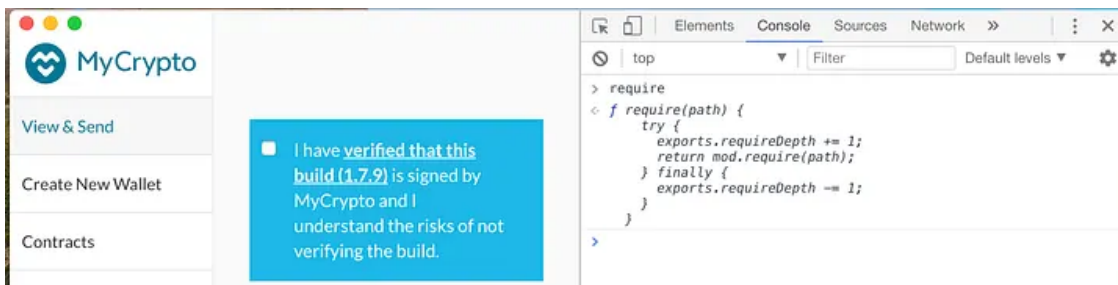 MyCrypto
View & Send
Create New Wallet
Contracts
I have verified that this
build (1.7.9) is signed by
MyCrypto and I
understand the risks of not
verifying the build.
Elements Console Sources Network »
top Filter Default levels
> require
< ƒ require(path) {
try {
exports.requireDepth += 1;
return mod.require(path);
} finally {
exports.requireDepth -= 1;
}
}
>